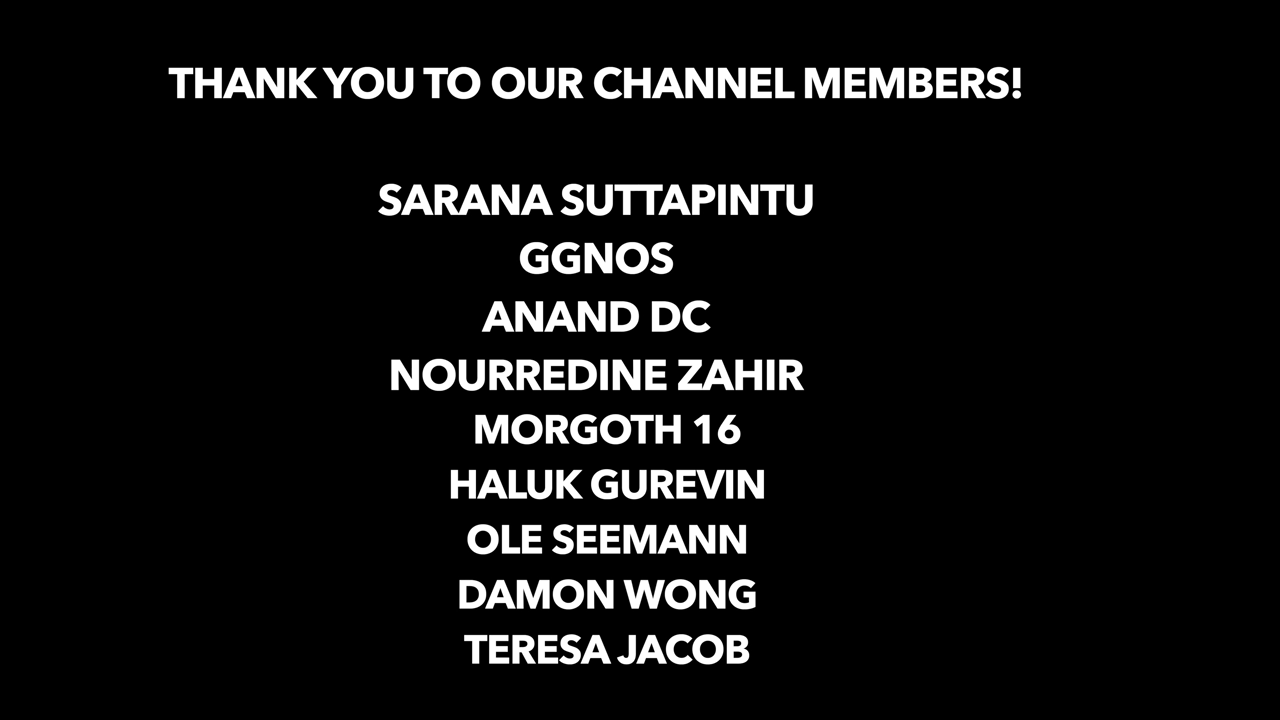 THANK YOU TO OUR CHANNEL MEMBERS!
SARANA SUTTAPINTU
GGNOS
ANAND DC
NOURREDINE ZAHIR
MORGOTH 16
HALUK GUREVIN
OLE SEEMANN
DAMON WONG
TERESA JACOB